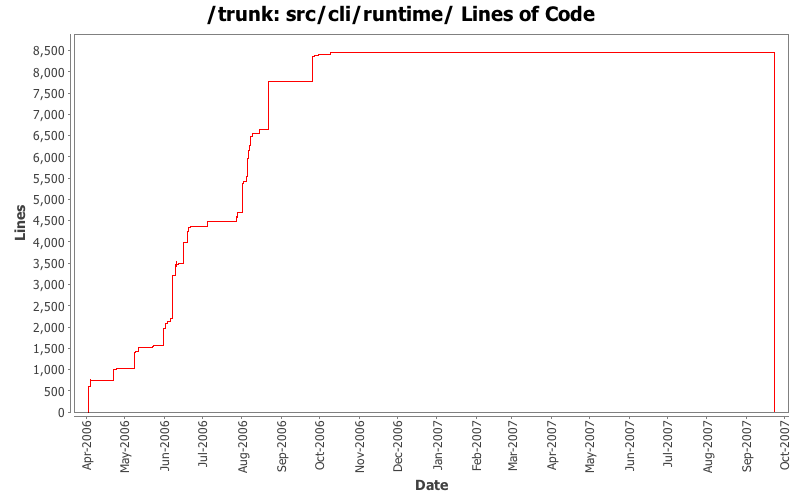 /trunk: src/cli/runtime/ Lines of Code
8,500
8,000
7,500
7,000
6,500
6,000
5,500
5,000
4,500
4,000
3,500
3,000
2,500
2,000
1,500
1,000
500
0
Lines
Apr-2006
May-2006
Jun-2006
Jul-2006
Aug-2006
Sep-2006
Oct-2006
Nov-2006
Dec-2006
Jan-2007
Feb-2007
Mar-2007
Apr-2007
May-2007
Jun-2007
Jul-2007
Aug-2007
Sep-2007
Oct-2007
Date